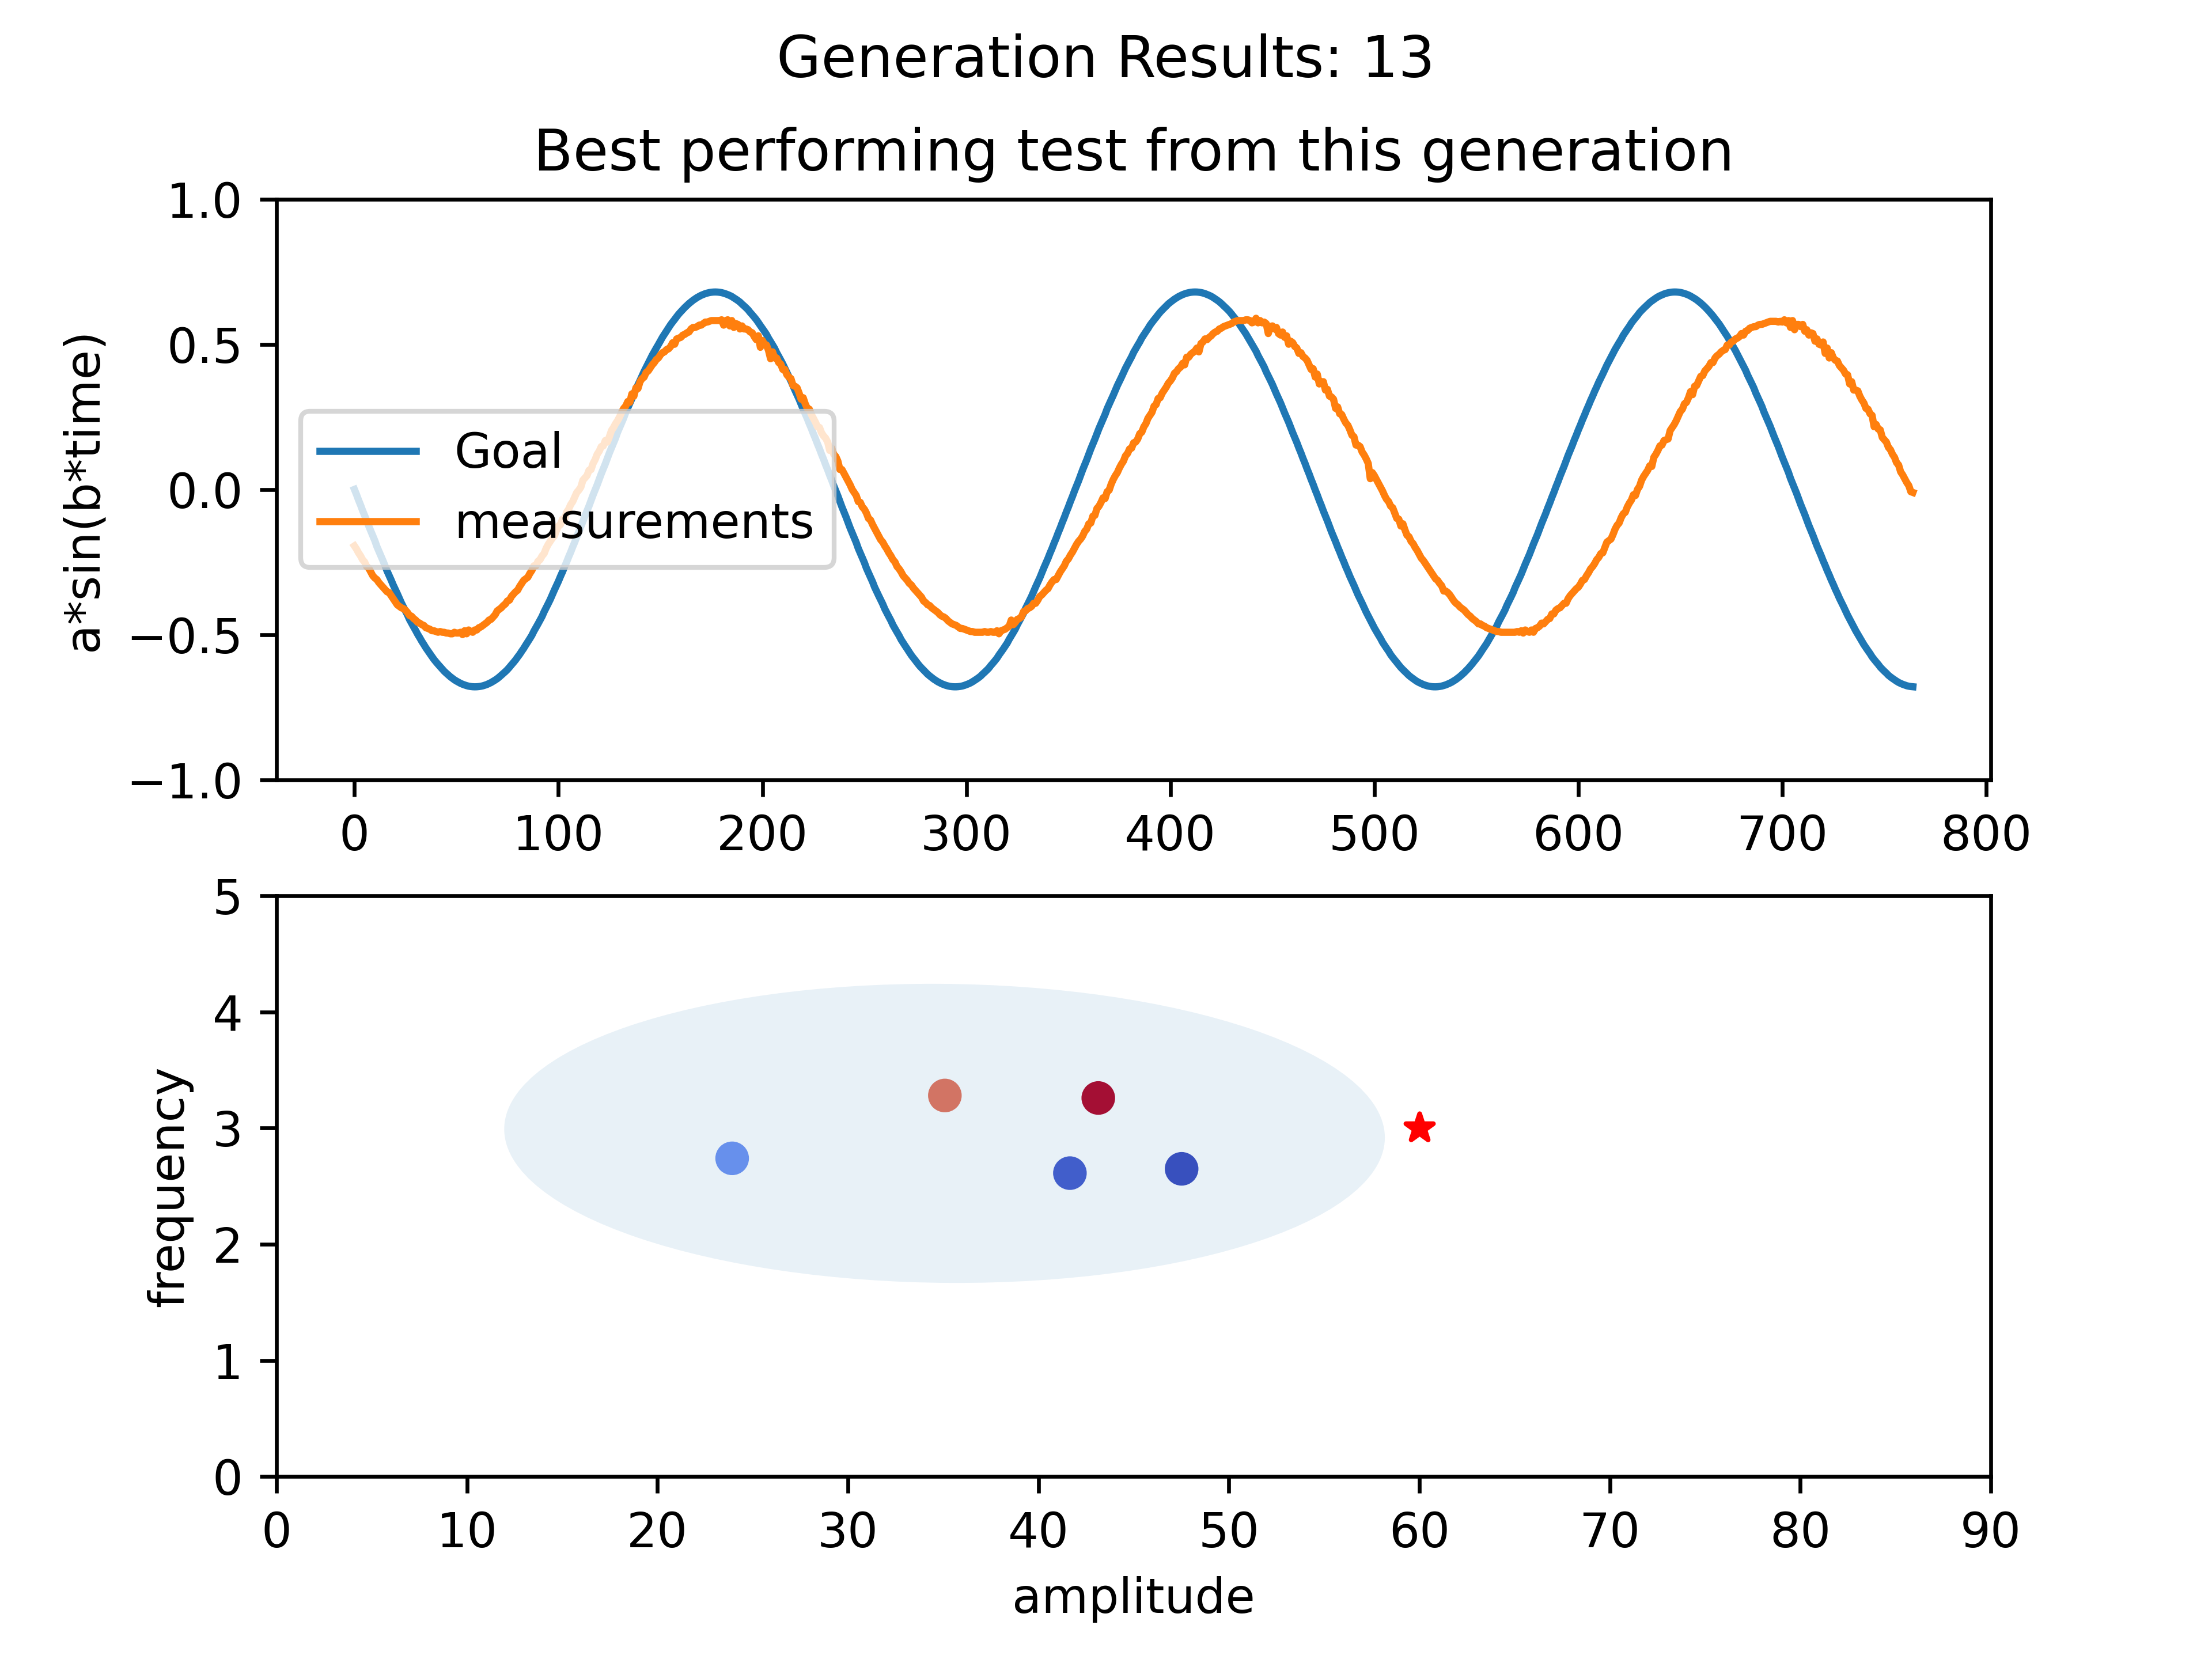 Generation Results: 13
Best performing test from this generation
a*sin(b*time)
1.0
0.5
0.0
−0.5
−1.0
Goal
measurements
0 100 200 300 400 500 600 700 800
frequency
5
4
3
2
1
0
0 10 20 30 40 50 60 70 80 90
amplitude